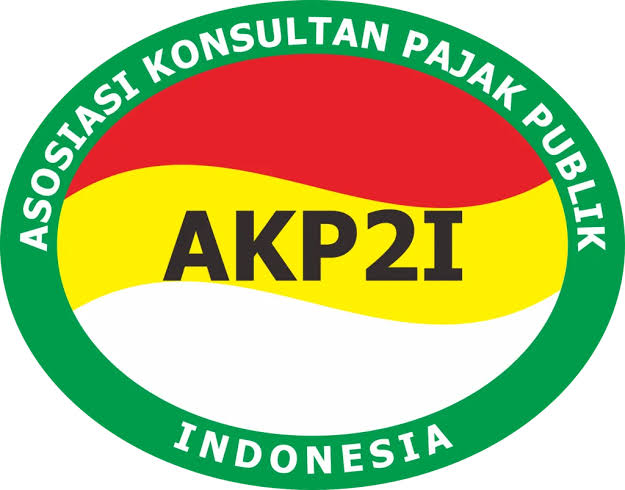 ASOSIASI KONSULTAN PAJAK PUBLIK
AKP2I
INDONESIA